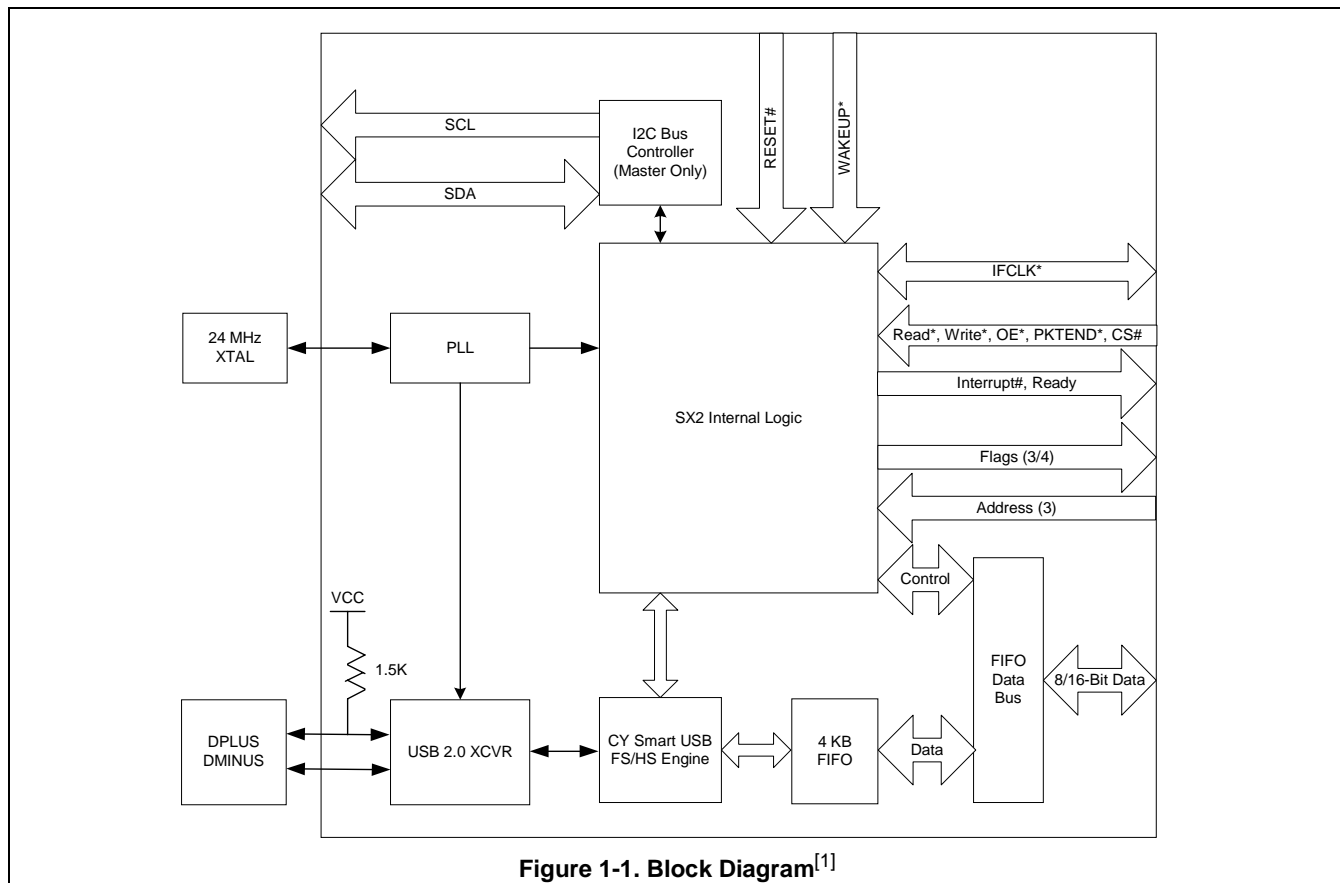 RESET#
WAKEUP*
SCL
I2C Bus
Controller
(Master Only)
SDA
IFCLK*
24 MHz
XTAL
PLL
Read*, Write*, OE*, PKTEND*, CS#
Interrupt#, Ready
SX2 Internal Logic
Flags (3/4)
Address (3)
Control
VCC
1.5K
FIFO
Data
Bus
8/16-Bit Data
DPLUS
DMINUS
USB 2.0 XCVR
CY Smart USB
FS/HS Engine
4 KB
FIFO
Data
Figure 1-1. Block Diagram[1]